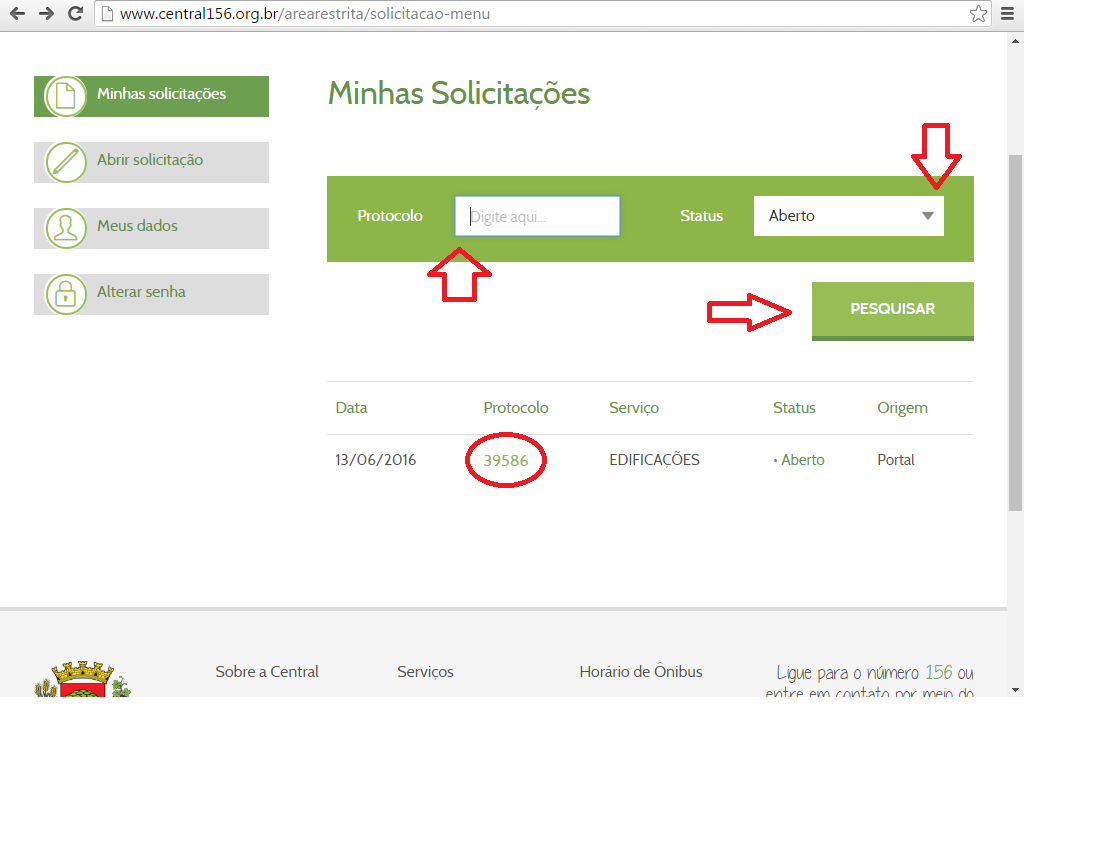 www.central156.org.br/arearestrita/solicitacao-menu
Minhas solicitações
Abrir solicitação
Meus dados
Alterar senha
Minhas Solicitações
Protocolo Digite aqui... Status Aberto
PESQUISAR
Data Protocolo Serviço Status Origem
13/06/2016 39586 EDIFICAÇÕES • Aberto Portal
Sobre a Central Serviços Horário de Ônibus Ligue para o número 156 ou
entre em contato por meio do